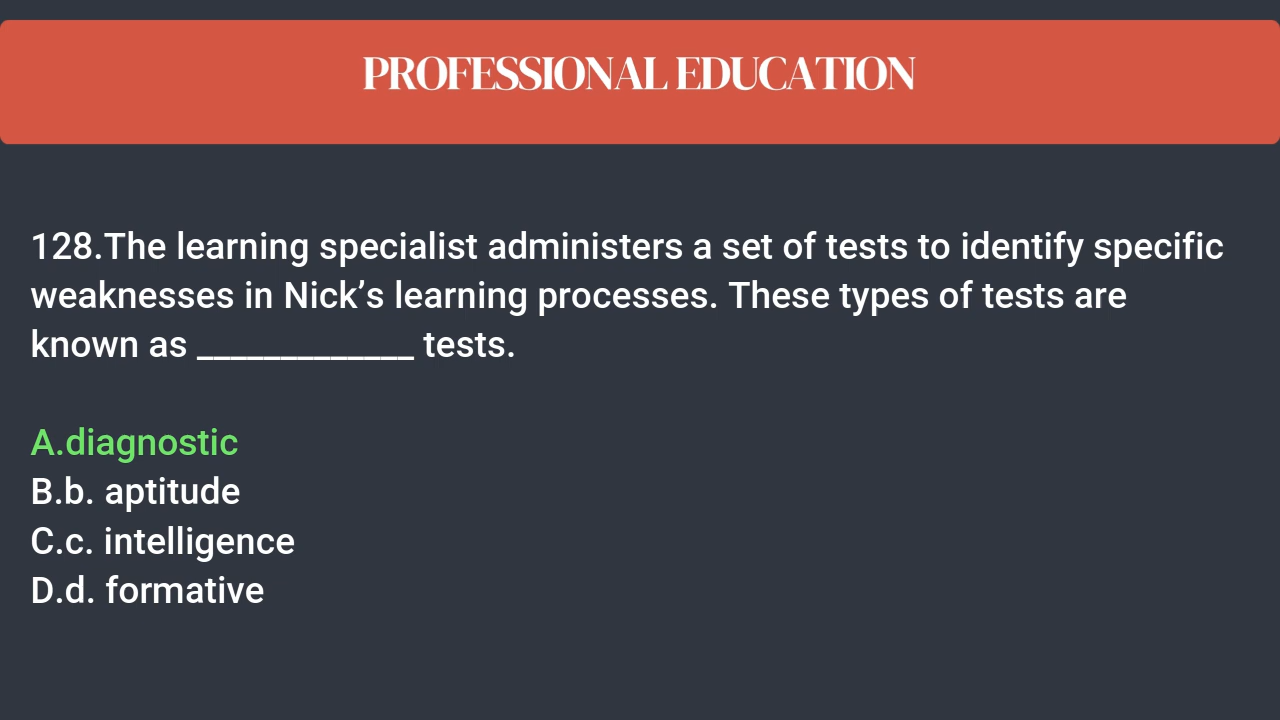 PROFESSIONAL EDUCATION
128.The learning specialist administers a set of tests to identify specific
weaknesses in Nick’s learning processes. These types of tests are
known as _____________ tests.
A.diagnostic
B.b. aptitude
C.c. intelligence
D.d. formative